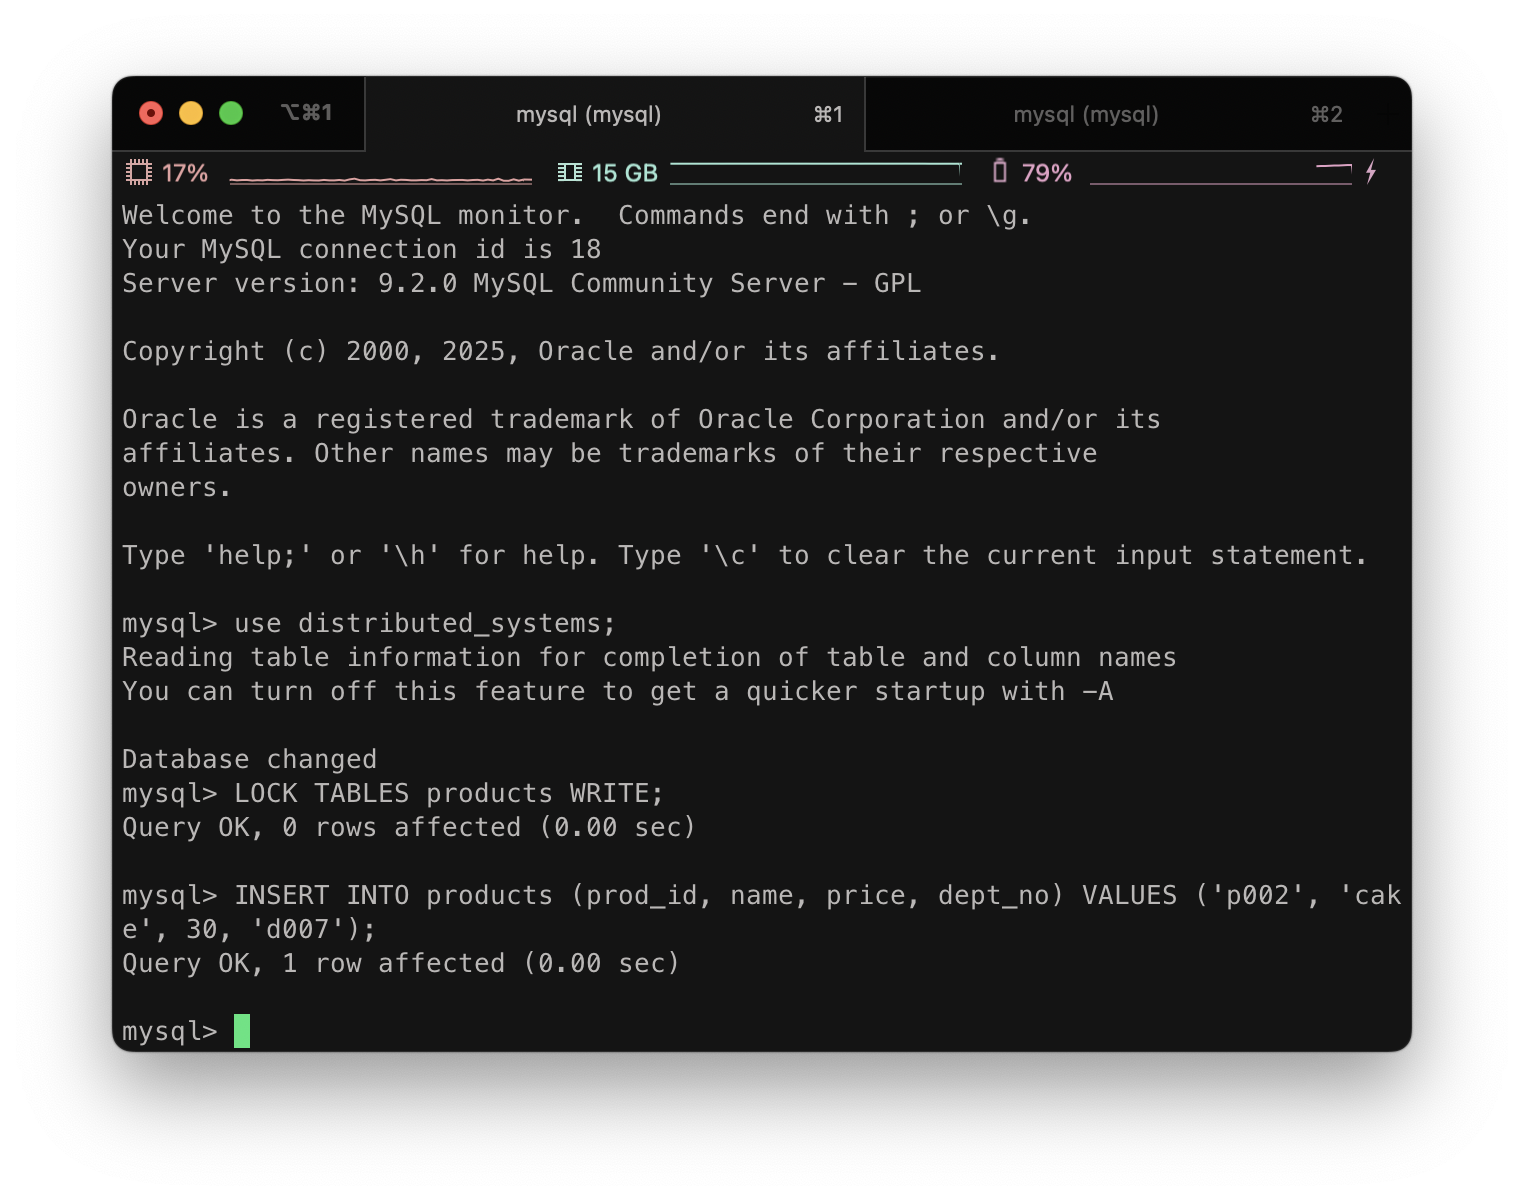 ⌥⌘1
mysql (mysql) ⌘1
mysql (mysql) ⌘2
17% 15 GB 79%
Welcome to the MySQL monitor.  Commands end with ; or \g.
Your MySQL connection id is 18
Server version: 9.2.0 MySQL Community Server - GPL
Copyright (c) 2000, 2025, Oracle and/or its affiliates.
Oracle is a registered trademark of Oracle Corporation and/or its
affiliates. Other names may be trademarks of their respective
owners.
Type 'help;' or '\h' for help. Type '\c' to clear the current input statement.
mysql> use distributed_systems;
Reading table information for completion of table and column names
You can turn off this feature to get a quicker startup with -A
Database changed
mysql> LOCK TABLES products WRITE;
Query OK, 0 rows affected (0.00 sec)
mysql> INSERT INTO products (prod_id, name, price, dept_no) VALUES ('p002', 'cak
e', 30, 'd007');
Query OK, 1 row affected (0.00 sec)
mysql>